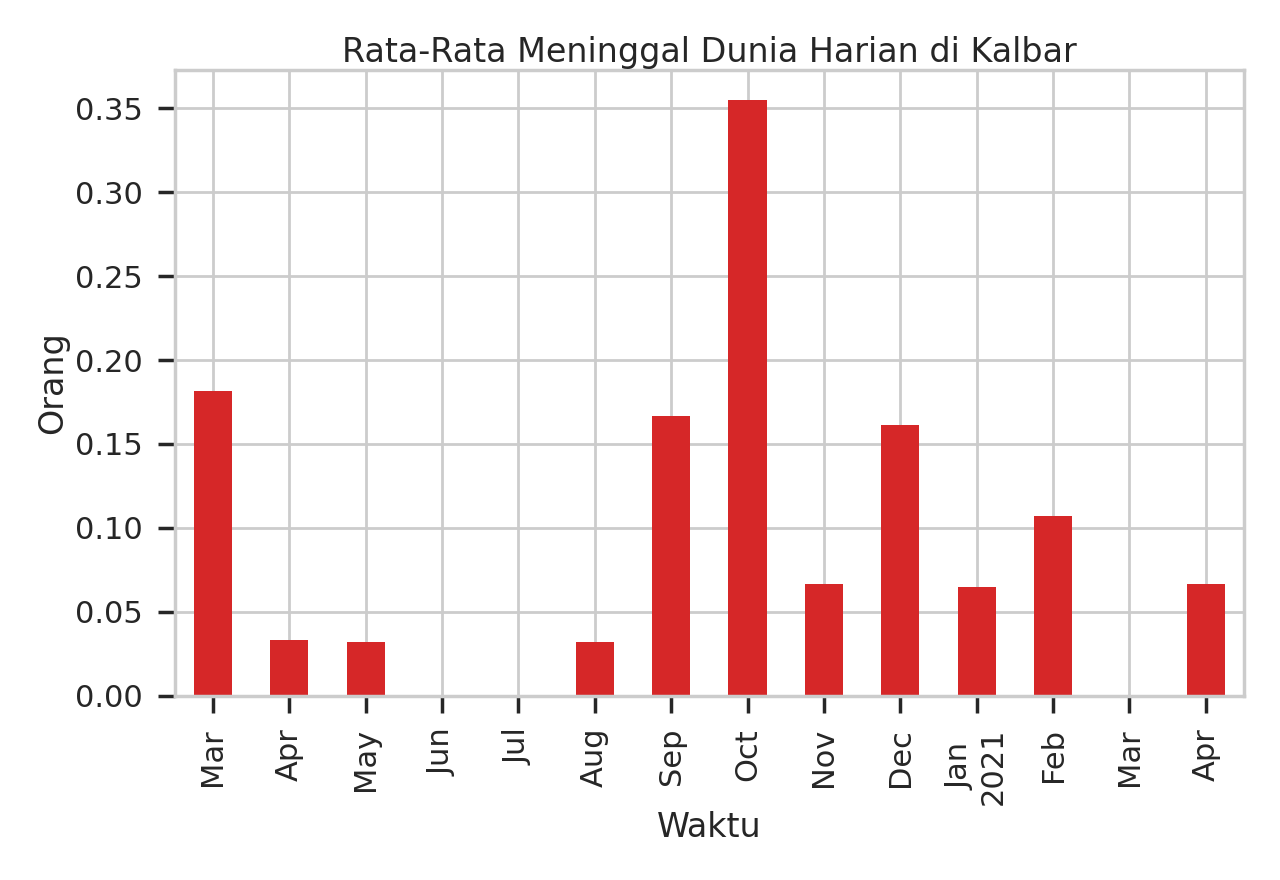 Rata-Rata Meninggal Dunia Harian di Kalbar
Orang
0.35
0.30
0.25
0.20
0.15
0.10
0.05
0.00
Mar
Apr
May
Jun
Jul
Aug
Sep
Oct
Nov
Dec
Jan
2021
Feb
Mar
Apr
Waktu